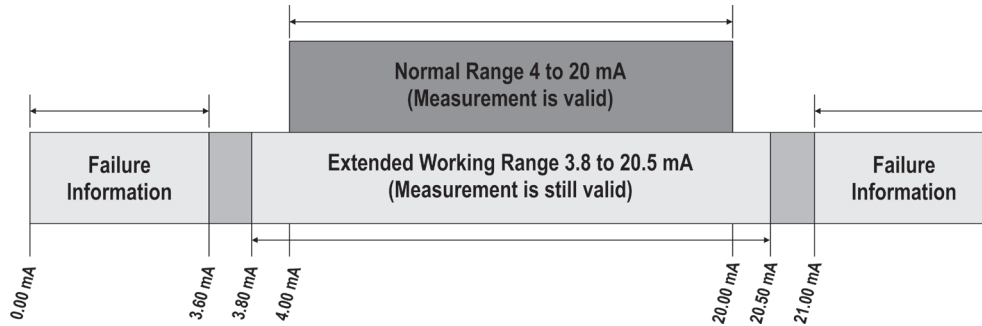 Normal Range 4 to 20 mA
(Measurement is valid)
Failure
Information
Extended Working Range 3.8 to 20.5 mA
(Measurement is still valid)
Failure
Information
0.00 mA
3.60 mA
3.80 mA
4.00 mA
20.00 mA
20.50 mA
21.00 mA